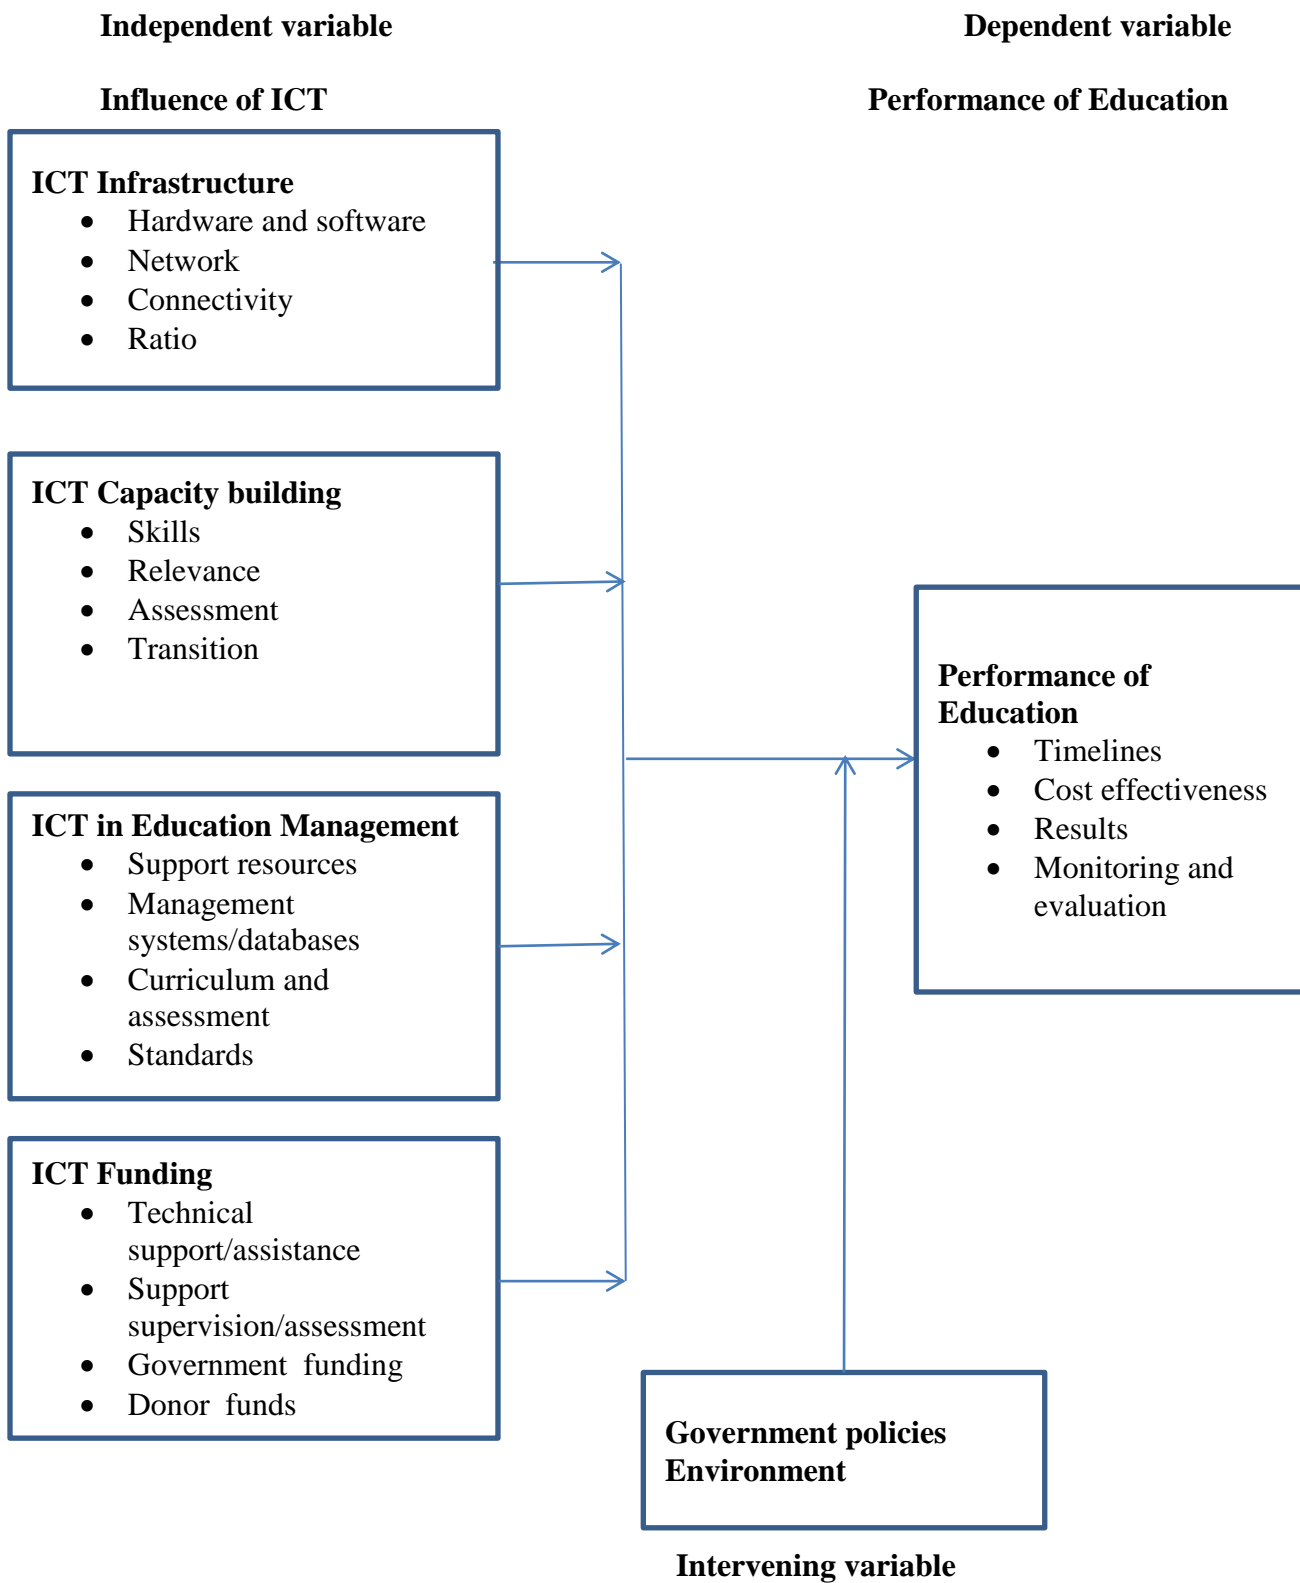 Independent variable
Dependent variable
Influence of ICT
Performance of Education
ICT Infrastructure
• Hardware and software
• Network
• Connectivity
• Ratio
ICT Capacity building
• Skills
• Relevance
• Assessment
• Transition
ICT in Education Management
• Support resources
• Management
systems/databases
• Curriculum and
assessment
• Standards
ICT Funding
• Technical
support/assistance
• Support
supervision/assessment
• Government funding
• Donor funds
Performance of
Education
• Timelines
• Cost effectiveness
• Results
• Monitoring and
evaluation
Government policies
Environment
Intervening variable